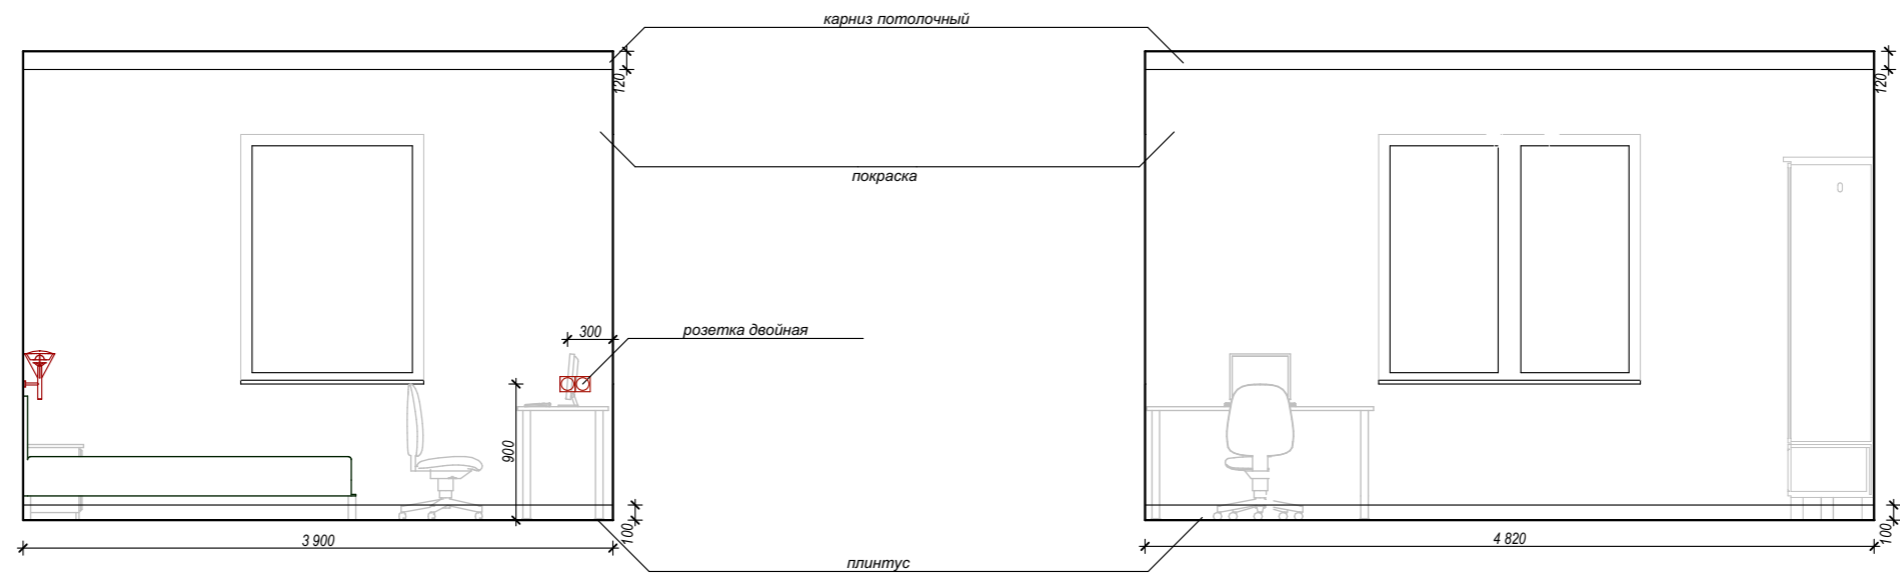 карниз потолочный
120
120
покраска
300
розетка двойная
900
100
100
3 900
4 820
плинтус